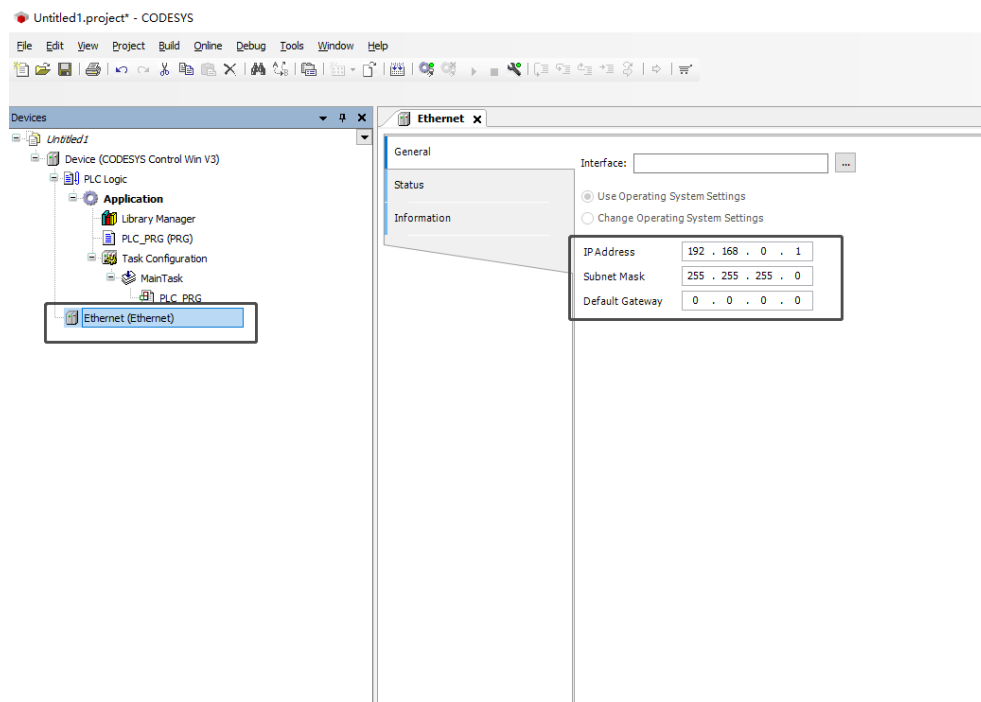 Untitled1.project* - CODESYS
File Edit View Project Build Online Debug Tools Window Help
Devices
Untitled1
Device (CODESYS Control Win V3)
PLC Logic
Application
Library Manager
PLC_PRG (PRG)
Task Configuration
MainTask
PLC_PRG
Ethernet (Ethernet)
Ethernet
General
Status
Information
Interface:
...
Use Operating System Settings
Change Operating System Settings
IP Address 192 . 168 . 0 . 1
Subnet Mask 255 . 255 . 255 . 0
Default Gateway 0 . 0 . 0 . 0